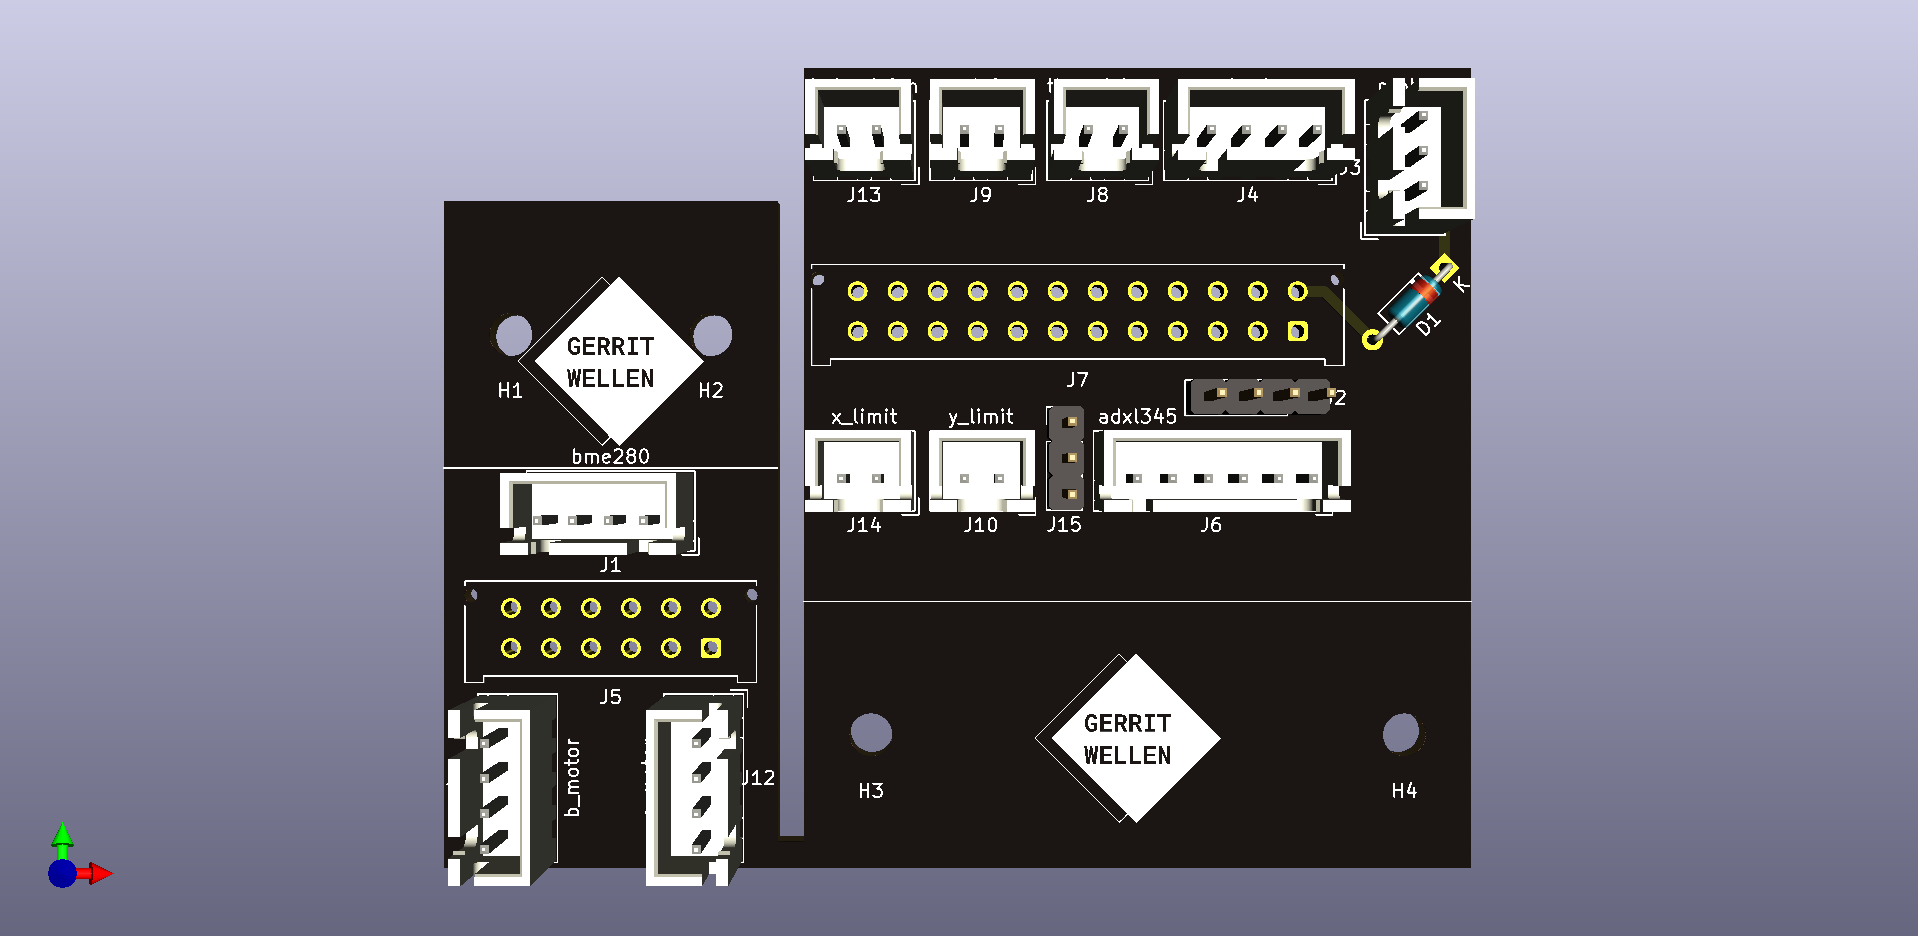 J13
J9
J8
J4
J3
K
D1
GERRIT
WELLEN
H1
H2
J7
x_limit
y_limit
adxl345
bme280
J14
J10
J15
J6
J1
J5
b_motor
J12
GERRIT
WELLEN
H3
H4